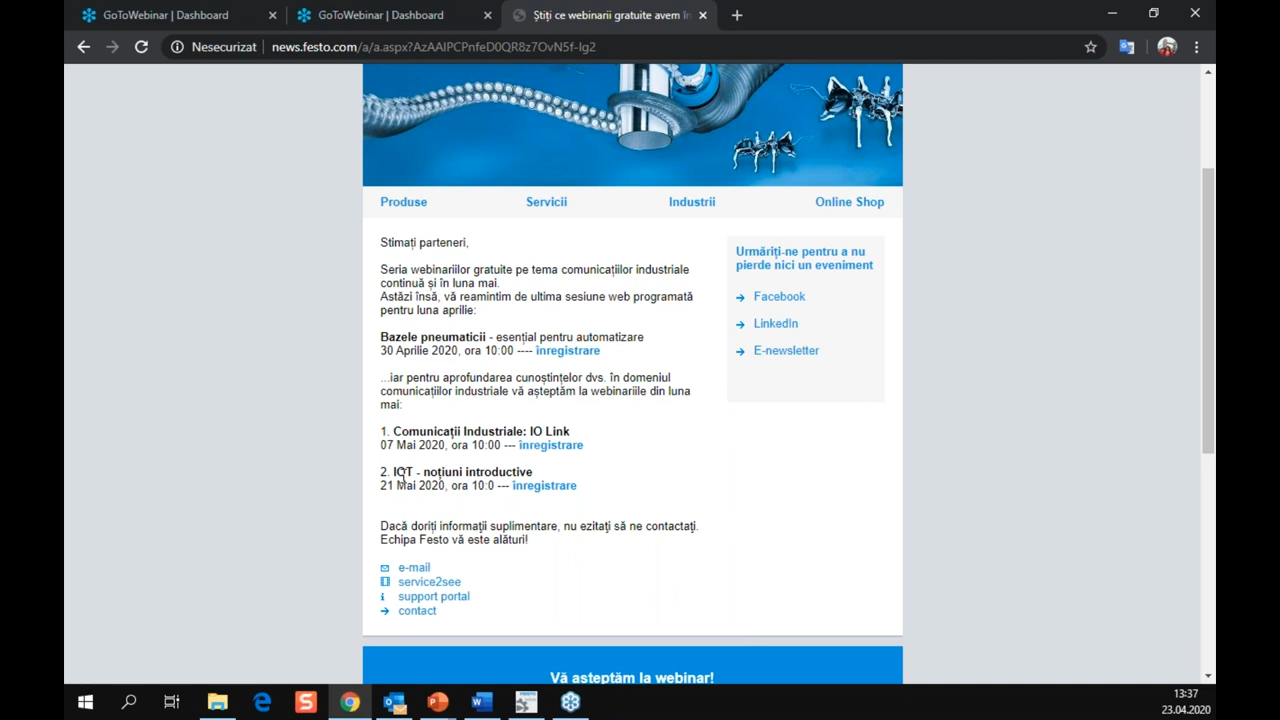 GoToWebinar | Dashboard
GoToWebinar | Dashboard
Știți ce webinarii gratuite avem în
Nesecurizat
news.festo.com/a/a.aspx?AzAAIPCPnfeD0QR8z7OvN5f-Ig2
Produse
Servicii
Industrii
Online Shop
Stimați parteneri,
Seria webinariilor gratuite pe tema comunicațiilor industriale
continuă și în luna mai.
Astăzi însă, vă reamintim de ultima sesiune web programată
pentru luna aprilie:
Bazele pneumaticii - esențial pentru automatizare
30 Aprilie 2020, ora 10:00 ---- înregistrare
...iar pentru aprofundarea cunoștințelor dvs. în domeniul
comunicațiilor industriale vă așteptăm la webinariile din luna
mai:
1. Comunicații Industriale: IO Link
07 Mai 2020, ora 10:00 --- înregistrare
2. IOT - noțiuni introductive
21 Mai 2020, ora 10:0 --- înregistrare
Dacă doriți informații suplimentare, nu ezitați să ne contactați.
Echipa Festo vă este alături!
e-mail
service2see
support portal
contact
Urmăriți-ne pentru a nu
pierde nici un eveniment
Facebook
LinkedIn
E-newsletter
Vă așteptăm la webinar!
13:37
23.04.2020